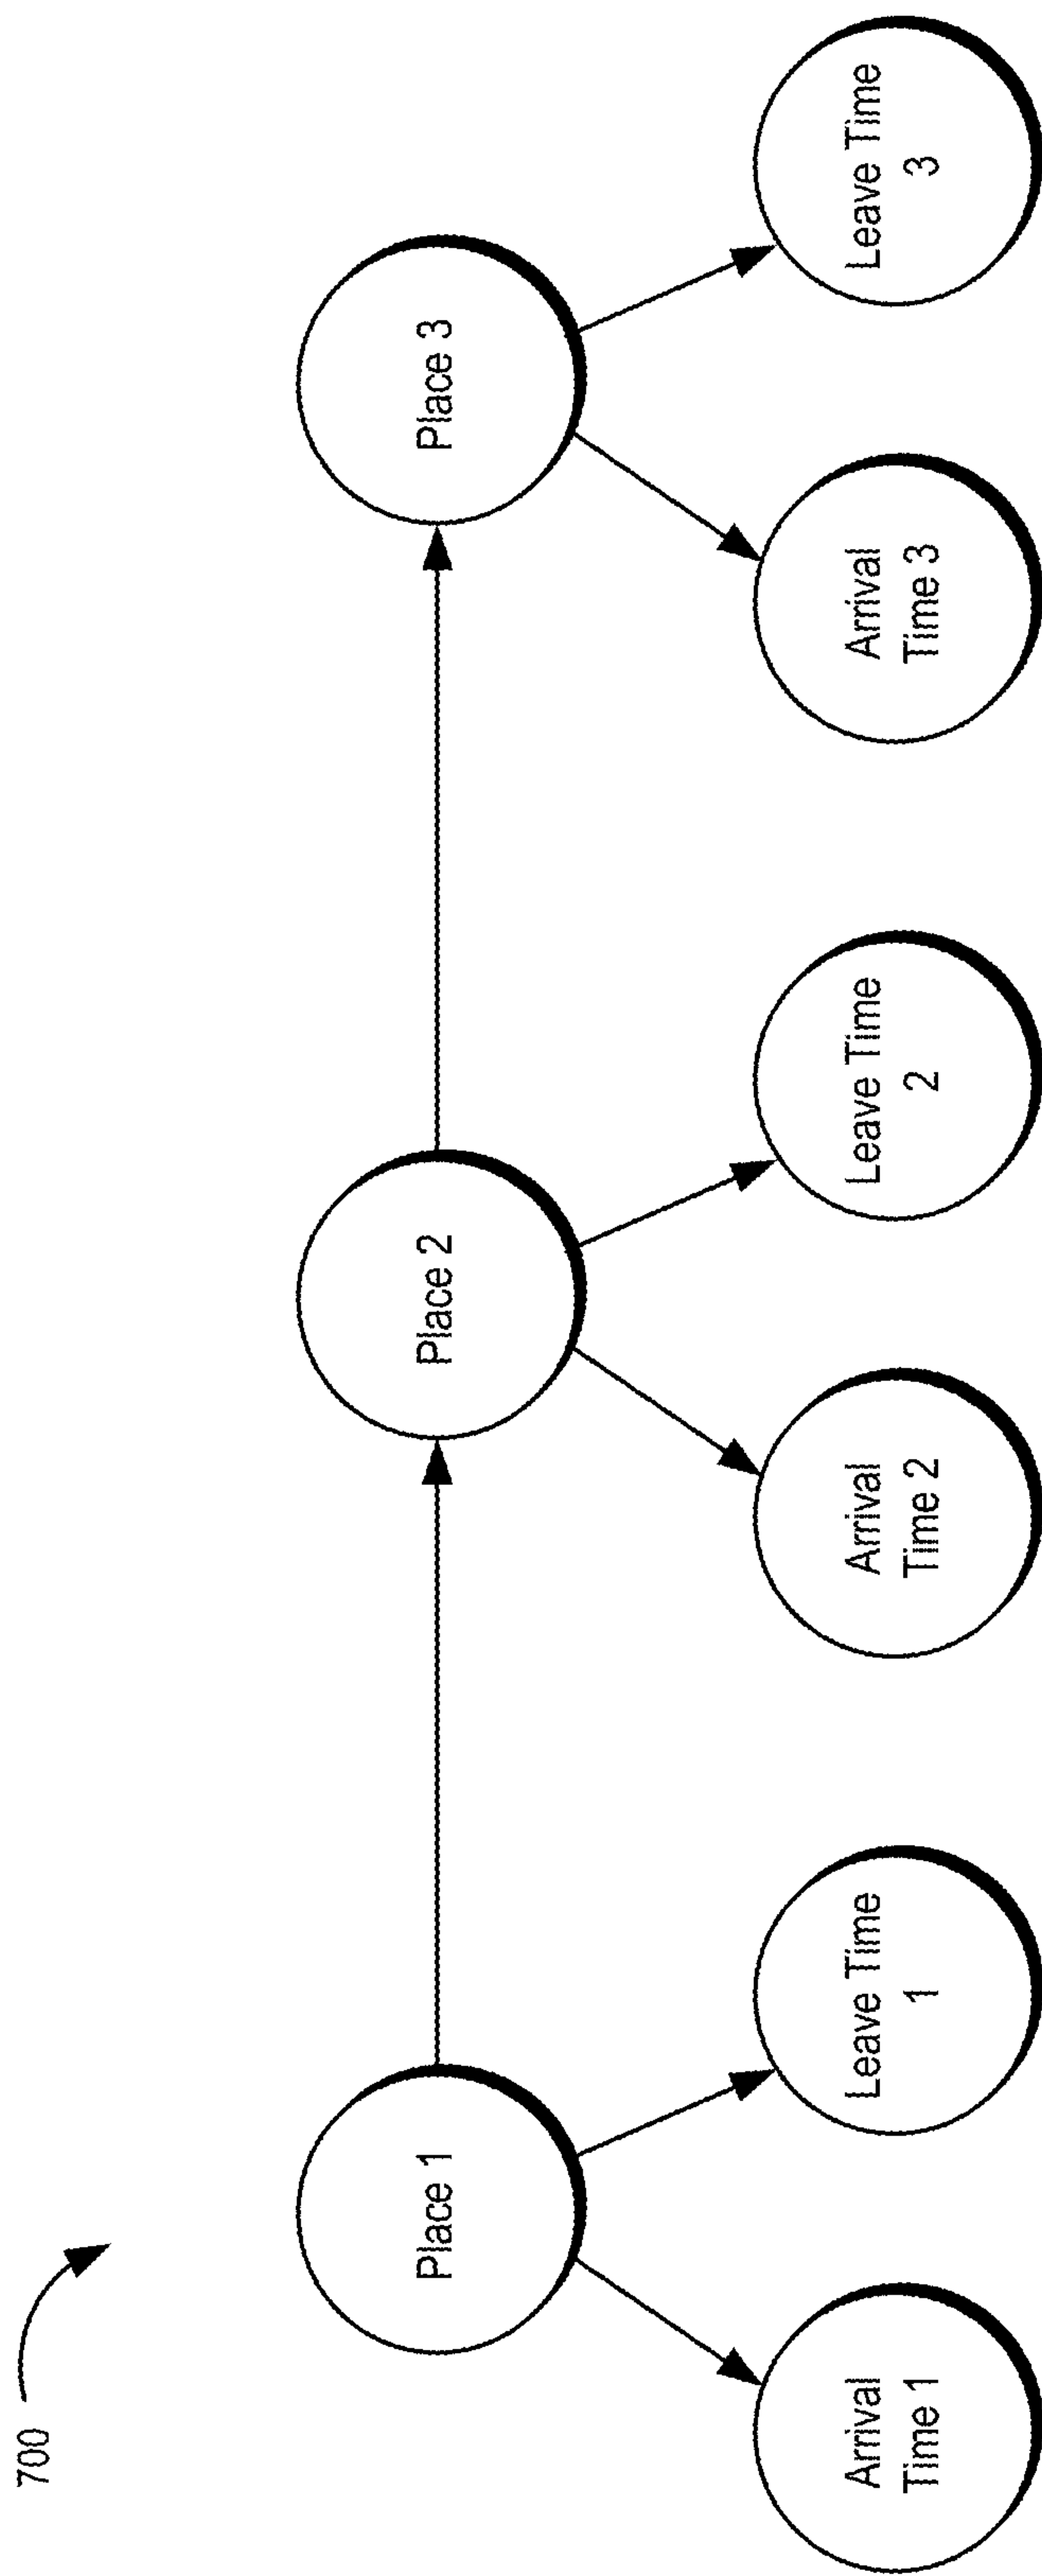 700
Place 1
Place 2
Place 3
Arrival
Time 1
Leave Time
1
Arrival
Time 2
Leave Time
2
Arrival
Time 3
Leave Time
3